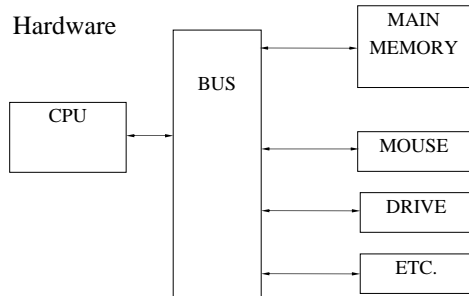 Hardware
MAIN
MEMORY
BUS
CPU
MOUSE
DRIVE
ETC.